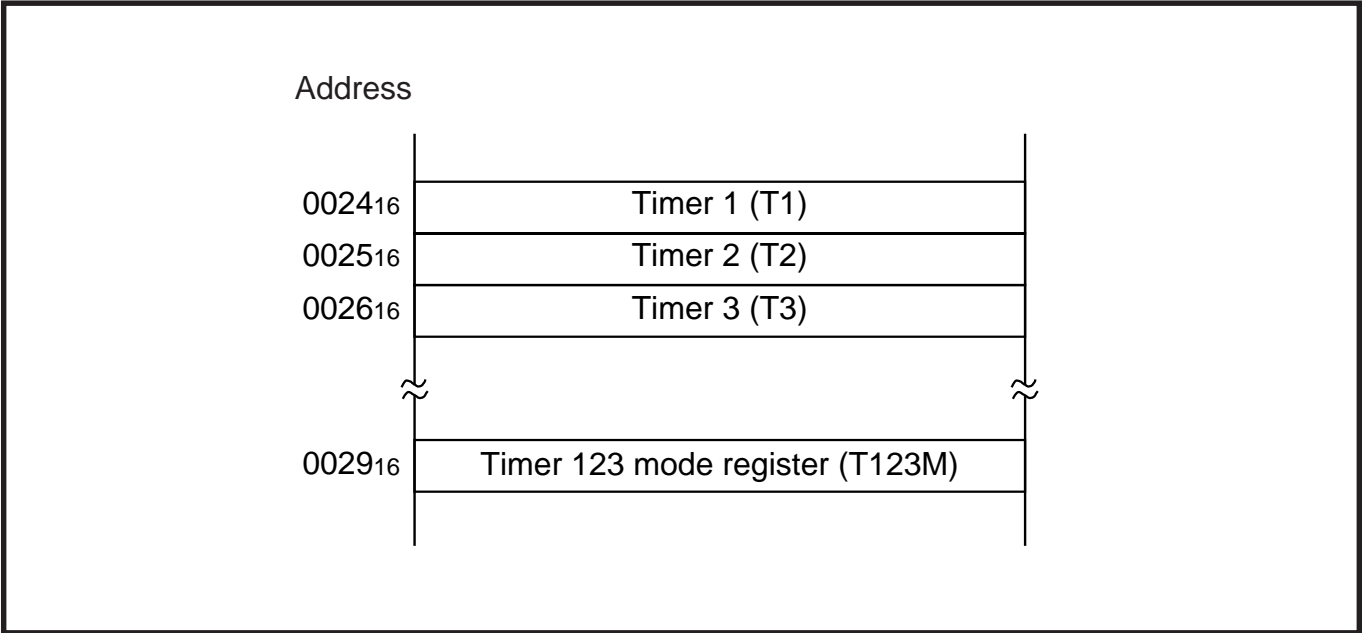 Address
0024₁₆ Timer 1 (T1)
0025₁₆ Timer 2 (T2)
0026₁₆ Timer 3 (T3)
0029₁₆ Timer 123 mode register (T123M)